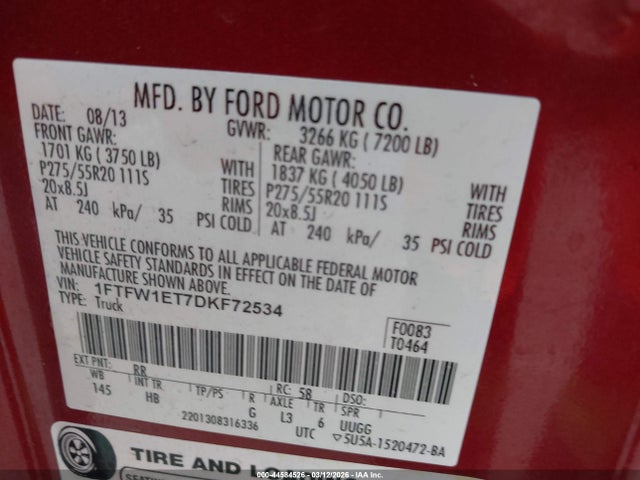 MFD. BY FORD MOTOR CO.
DATE: 08/13 GVWR: 3266 KG ( 7200 LB)
FRONT GAWR: REAR GAWR:
1701 KG ( 3750 LB) WITH 1837 KG ( 4050 LB) WITH
P275/55R20 111S TIRES P275/55R20 111S TIRES
20x8.5J RIMS 20x8.5J RIMS
AT 240 kPa/ 35 PSI COLD AT 240 kPa/ 35 PSI COLD
THIS VEHICLE CONFORMS TO ALL APPLICABLE FEDERAL MOTOR
VEHICLE SAFETY STANDARDS IN EFFECT ON THE DATE OF
MANUFACTURE SHOWN ABOVE.
VIN: 1FTFW1ET7DKF72534
TYPE: Truck
F0083
T0464
EXT PNT: RR RC: 58 DSO:
WB INT TR TP/PS R AXLE TR SPR
145 HB G L3 6 UUGG
2201308316336 UTC ▽5U5A-1520472-BA
TIRE AND LO
SEATING
000-44584526 - 03/12/2026 - COPYRIGHT IAA, LLC.